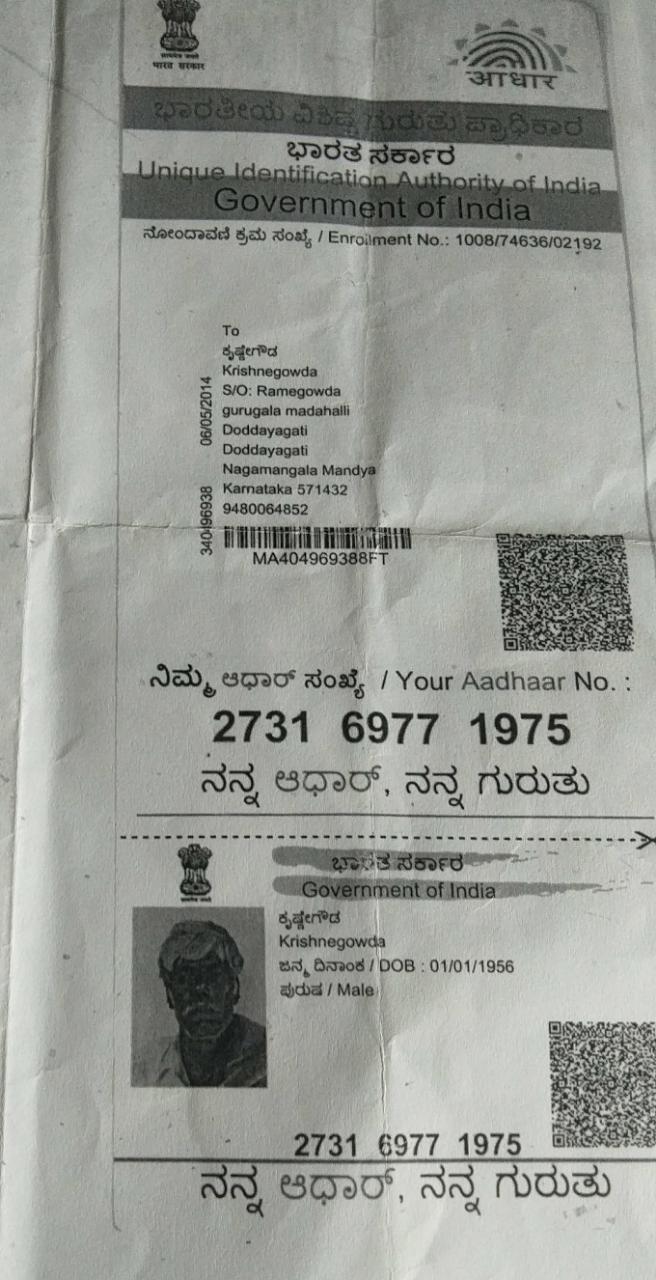 भारत सरकार
आधार
ಭಾರತೀಯ ವಿಶಿಷ್ಟ ಗುರುತು ಪ್ರಾಧಿಕಾರ
ಭಾರತ ಸರ್ಕಾರ
Unique Identification Authority of India
Government of India
ನೋಂದಾವಣಿ ಕ್ರಮ ಸಂಖ್ಯೆ / Enrollment No.: 1008/74636/02192
To
ಕೃಷ್ಣೇಗೌಡ
Krishnegowda
S/O: Ramegowda
gurugala madahalli
Doddayagati
Doddayagati
Nagamangala Mandya
Karnataka 571432
9480064852
06/05/2014
340496938
MA404969388FT
ನಿಮ್ಮ ಆಧಾರ್ ಸಂಖ್ಯೆ / Your Aadhaar No. :
2731 6977 1975
ನನ್ನ ಆಧಾರ್, ನನ್ನ ಗುರುತು
ಭಾರತ ಸರ್ಕಾರ
Government of India
ಕೃಷ್ಣೇಗೌಡ
Krishnegowda
ಜನ್ಮ ದಿನಾಂಕ / DOB : 01/01/1956
ಪುರುಷ / Male
2731 6977 1975
ನನ್ನ ಆಧಾರ್, ನನ್ನ ಗುರುತು